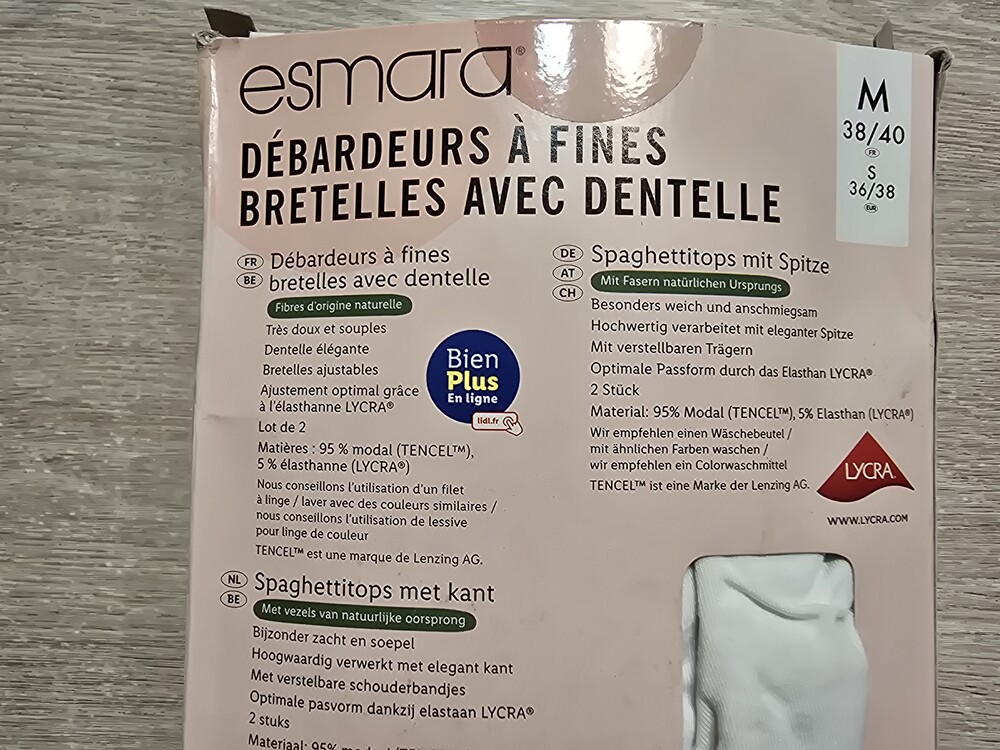 esmara®
DÉBARDEURS À FINES
BRETELLES AVEC DENTELLE
M
38/40
FR
S
36/38
EUR
FR
BE
Débardeurs à fines
bretelles avec dentelle
Fibres d'origine naturelle
Très doux et souples
Dentelle élégante
Bretelles ajustables
Ajustement optimal grâce
à l'élasthanne LYCRA®
Lot de 2
Matières : 95 % modal (TENCEL™),
5 % élasthanne (LYCRA®)
Nous conseillons l'utilisation d'un filet
à linge / laver avec des couleurs similaires /
nous conseillons l'utilisation de lessive
pour linge de couleur
TENCEL™ est une marque de Lenzing AG.
Bien
Plus
En ligne
lidl.fr
DE
AT
CH
Spaghettitops mit Spitze
Mit Fasern natürlichen Ursprungs
Besonders weich und anschmiegsam
Hochwertig verarbeitet mit eleganter Spitze
Mit verstellbaren Trägern
Optimale Passform durch das Elasthan LYCRA®
2 Stück
Material: 95% Modal (TENCEL™), 5% Elasthan (LYCRA®)
Wir empfehlen einen Wäschebeutel /
mit ähnlichen Farben waschen /
wir empfehlen ein Colorwaschmittel
TENCEL™ ist eine Marke der Lenzing AG.
LYCRA
WWW.LYCRA.COM
NL
BE
Spaghettitops met kant
Met vezels van natuurlijke oorsprong
Bijzonder zacht en soepel
Hoogwaardig verwerkt met elegant kant
Met verstelbare schouderbandjes
Optimale pasvorm dankzij elastaan LYCRA®
2 stuks
Materiaal: 95%